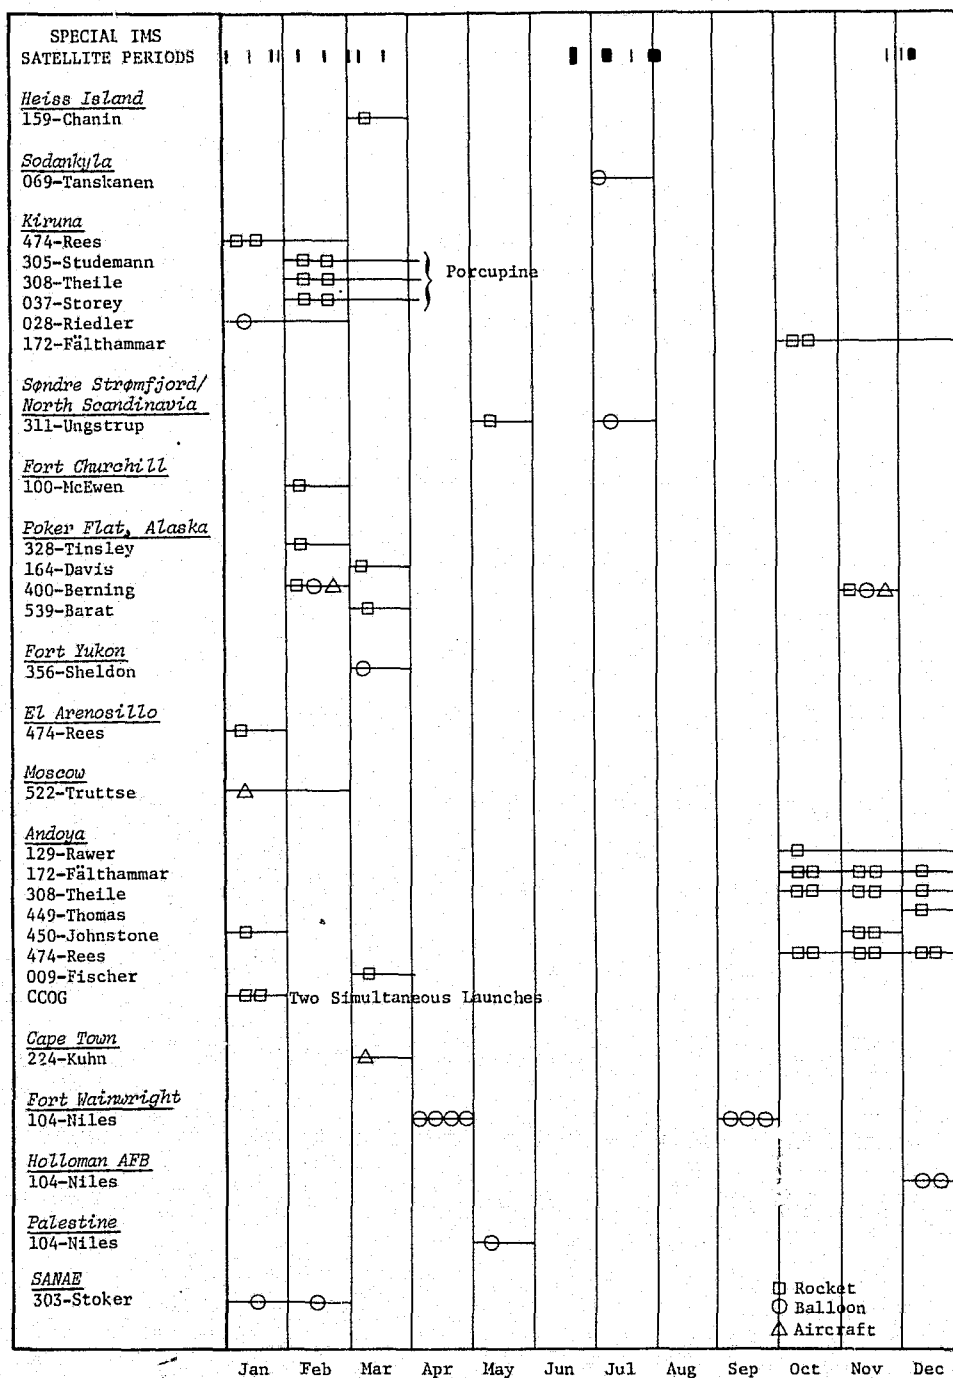 SPECIAL IMS
SATELLITE PERIODS
Heiss Island
159-Chanin
Sodankyla
069-Tanskanen
Kiruna
474-Rees
305-Studemann
308-Theile
037-Storey
Porcupine
028-Riedler
172-Fälthammar
Søndre Strømfjord/
North Scandinavia
311-Ungstrup
Fort Churchill
100-McEwen
Poker Flat, Alaska
328-Tinsley
164-Davis
400-Berning
539-Barat
Fort Yukon
356-Sheldon
El Arenosillo
474-Rees
Moscow
522-Truttse
Andoya
129-Rawer
172-Fälthammar
308-Theile
449-Thomas
450-Johnstone
474-Rees
009-Fischer
CCOG Two Simultaneous Launches
Cape Town
224-Kuhn
Fort Wainwright
104-Niles
Holloman AFB
104-Niles
Palestine
104-Niles
SANAE
303-Stoker
Rocket
Balloon
Aircraft
Jan Feb Mar Apr May Jun Jul Aug Sep Oct Nov Dec